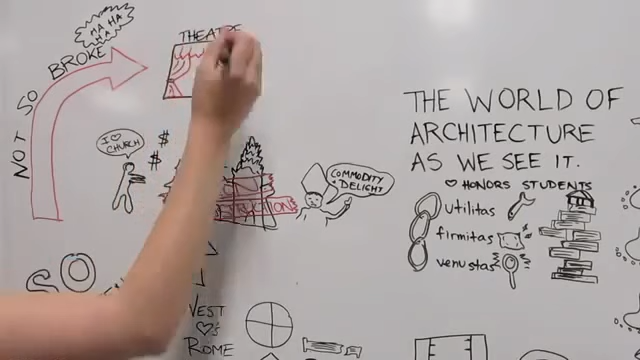 HA HA
HA
NOT SO BROKE
THEATRE
I ♡
CHURCH
$
$
COMMODITY
DELIGHT
THE WORLD OF
ARCHITECTURE
AS WE SEE IT.
♡ HONORS STUDENTS
utilitas
firmitas
venustas
SO
VEST
♡'s
ROME